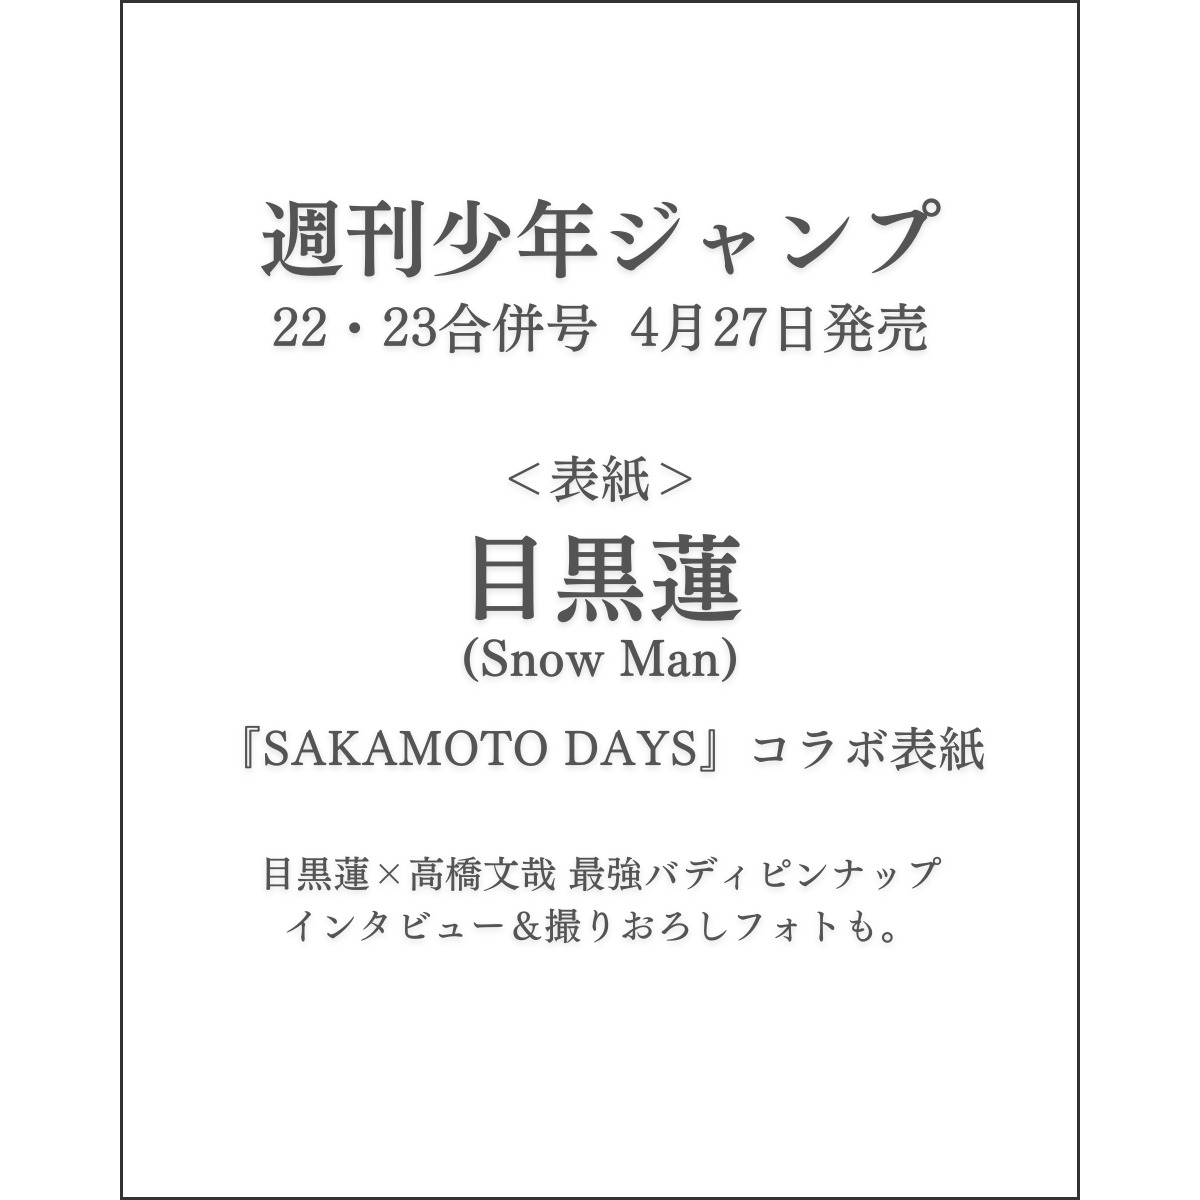 週刊少年ジャンプ
22・23合併号 4月27日発売
＜表紙＞
目黒蓮
(Snow Man)
『SAKAMOTO DAYS』コラボ表紙
目黒蓮×高橋文哉 最強バディピンナップ
インタビュー＆撮りおろしフォトも。